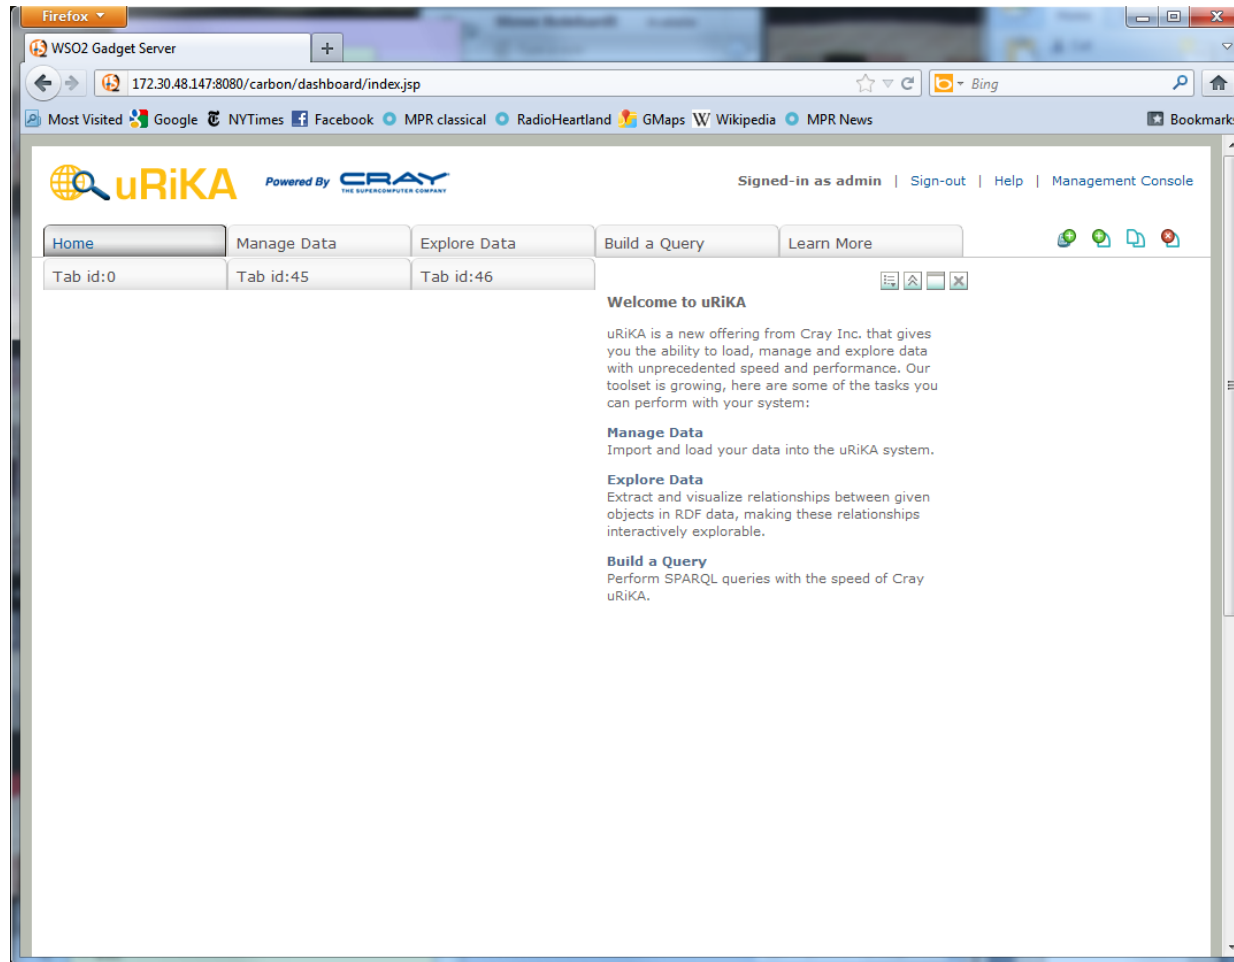 Firefox
WSO2 Gadget Server
172.30.48.147:8080/carbon/dashboard/index.jsp
Bing
Most Visited Google NYTimes Facebook MPR classical RadioHeartland GMaps Wikipedia MPR News Bookmarks
uRiKA Powered By CRAY THE SUPERCOMPUTER COMPANY
Signed-in as admin | Sign-out | Help | Management Console
Home Manage Data Explore Data Build a Query Learn More
Tab id:0 Tab id:45 Tab id:46
Welcome to uRiKA
uRiKA is a new offering from Cray Inc. that gives
you the ability to load, manage and explore data
with unprecedented speed and performance. Our
toolset is growing, here are some of the tasks you
can perform with your system:
Manage Data
Import and load your data into the uRiKA system.
Explore Data
Extract and visualize relationships between given
objects in RDF data, making these relationships
interactively explorable.
Build a Query
Perform SPARQL queries with the speed of Cray
uRiKA.